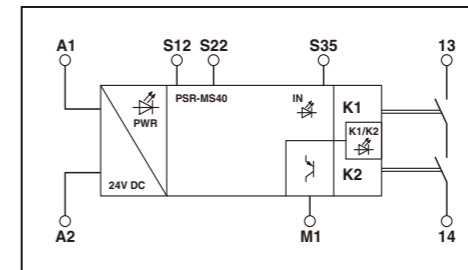 A1 S12 S22 S35 13
PSR-MS40 IN K1
PWR K1/K2
24V DC K2
A2 M1 14